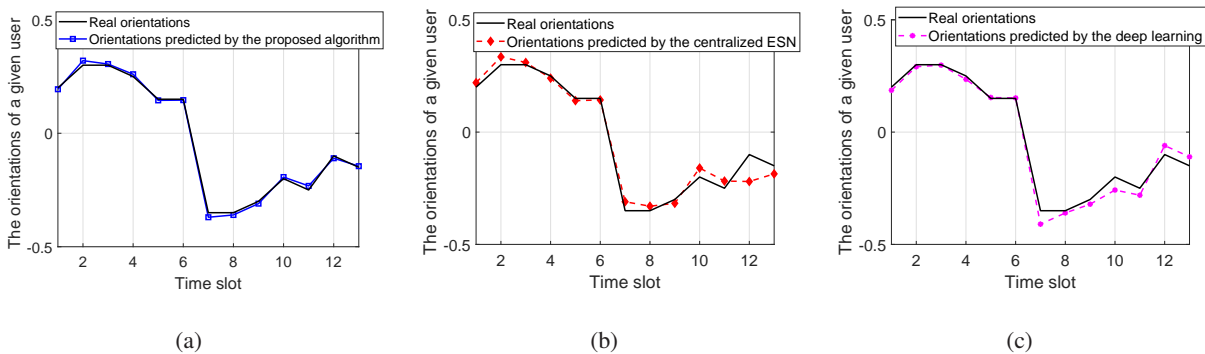 The orientations of a given user
0.5
0
-0.5
Real orientations
Orientations predicted by the proposed algorithm
2 4 6 8 10 12
Time slot
(a)
The orientations of a given user
0.5
0
-0.5
Real orientations
Orientations predicted by the centralized ESN
2 4 6 8 10 12
Time slot
(b)
The orientations of a given user
0.5
0
-0.5
Real orientations
Orientations predicted by the deep learning
2 4 6 8 10 12
Time slot
(c)